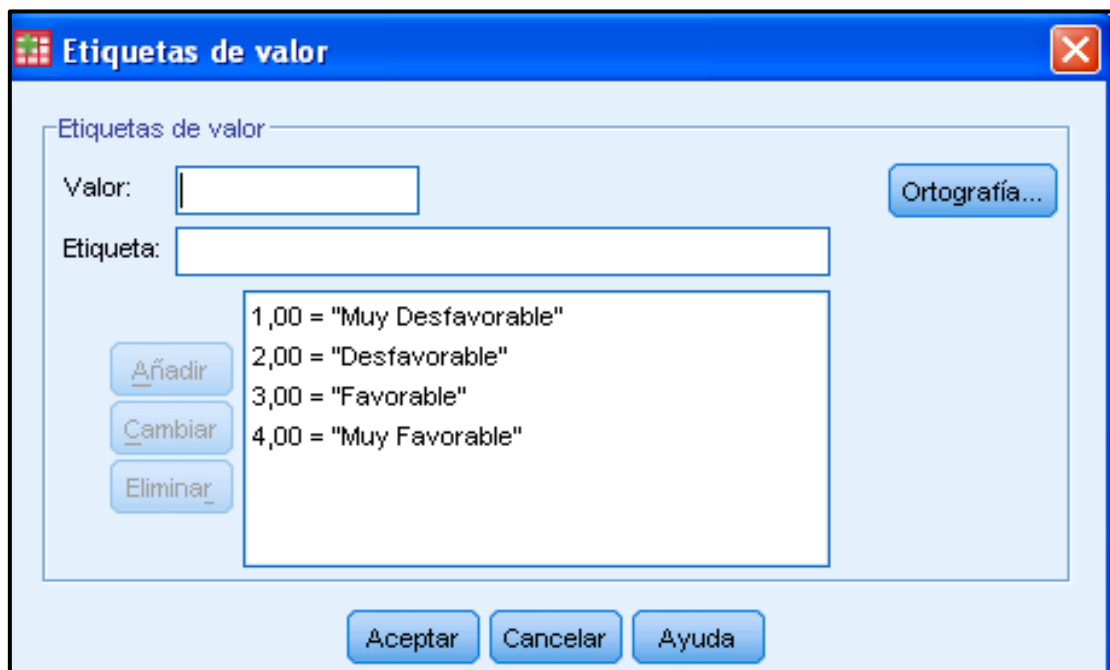 Etiquetas de valor
Etiquetas de valor
Valor:
Ortografía...
Etiqueta:
1,00 = "Muy Desfavorable"
2,00 = "Desfavorable"
3,00 = "Favorable"
4,00 = "Muy Favorable"
Añadir
Cambiar
Eliminar
Aceptar
Cancelar
Ayuda